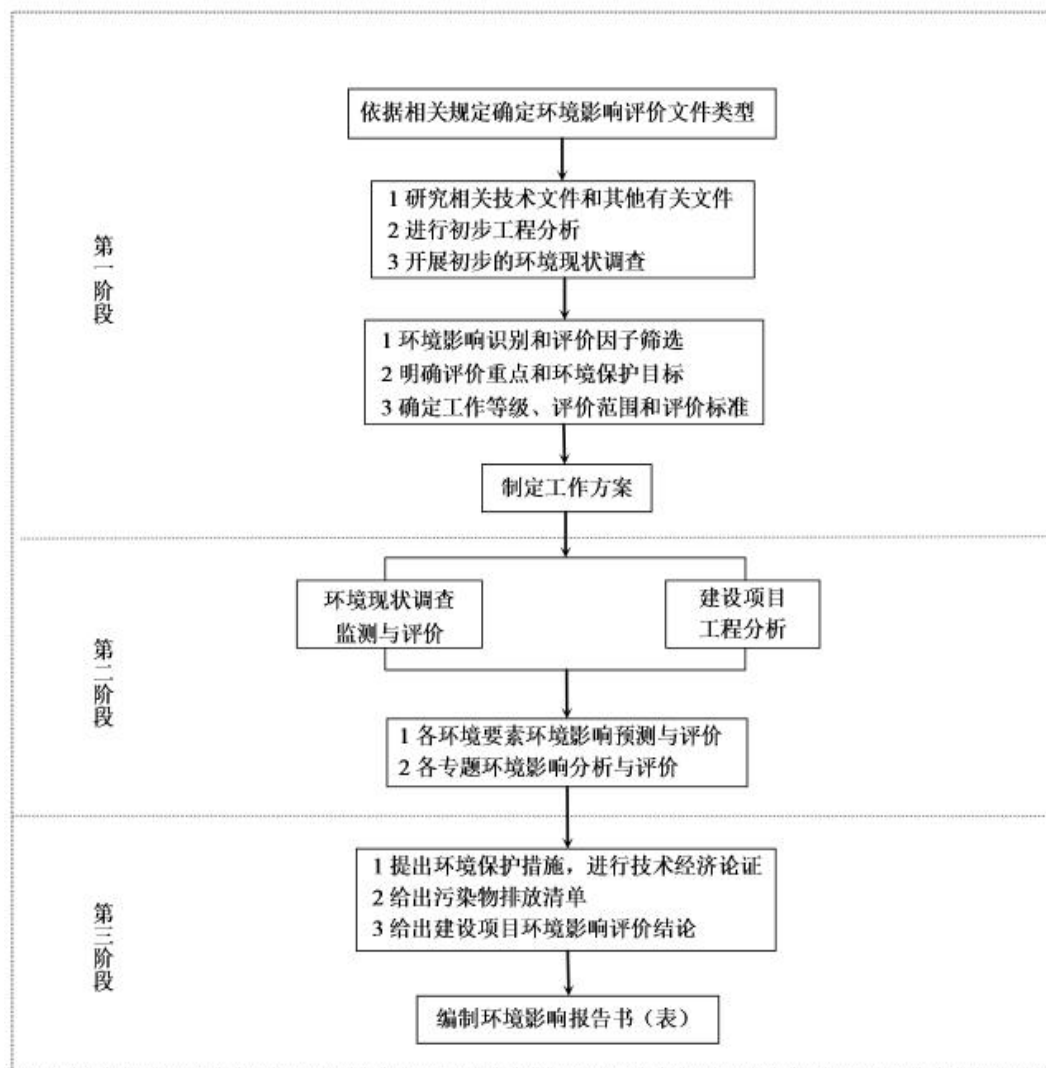 依据相关规定确定环境影响评价文件类型
1 研究相关技术文件和其他有关文件
2 进行初步工程分析
3 开展初步的环境现状调查
第一阶段
1 环境影响识别和评价因子筛选
2 明确评价重点和环境保护目标
3 确定工作等级、评价范围和评价标准
制定工作方案
环境现状调查
监测与评价
建设项目
工程分析
第二阶段
1 各环境要素环境影响预测与评价
2 各专题环境影响分析与评价
1 提出环境保护措施，进行技术经济论证
2 给出污染物排放清单
3 给出建设项目环境影响评价结论
第三阶段
编制环境影响报告书（表）